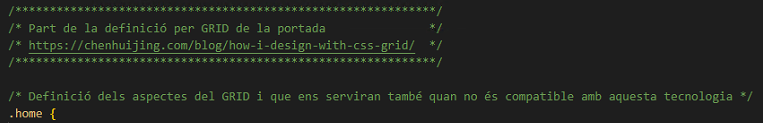 /************************************************************/
/* Part de la definició per GRID de la portada               */
/* https://chenhuijing.com/blog/how-i-design-with-css-grid/  */
/************************************************************/
/* Definició dels aspectes del GRID i que ens serviran també quan no és compatible amb aquesta tecnologia */
.home {